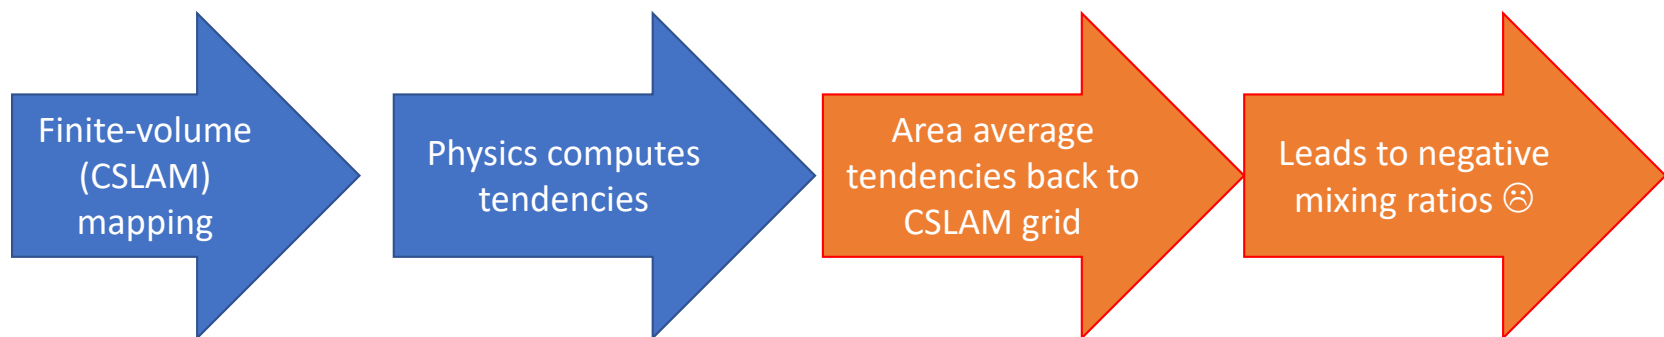 Finite-volume
(CSLAM)
mapping
Physics computes
tendencies
Area average
tendencies back to
CSLAM grid
Leads to negative
mixing ratios ☹